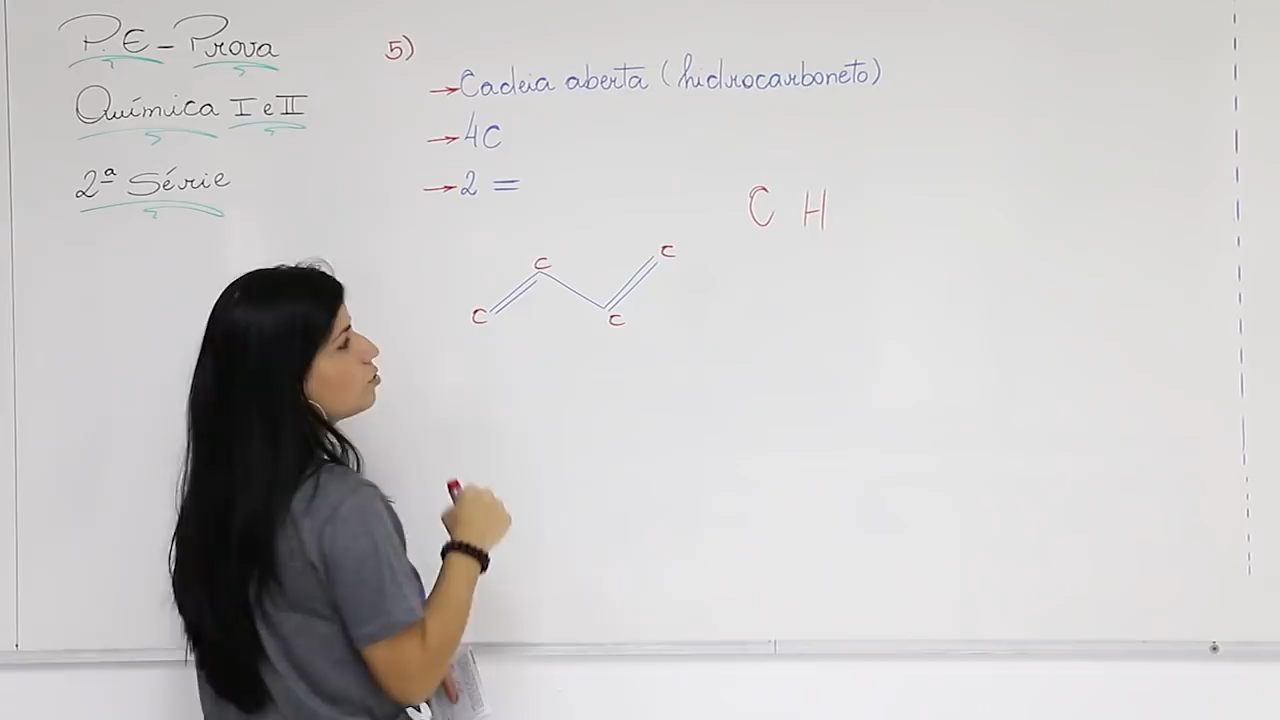 P.E - Prova
Química I e II
2ª Série
5)
→ Cadeia aberta (hidrocarboneto)
→ 4C
→ 2 =
C H
C C C C